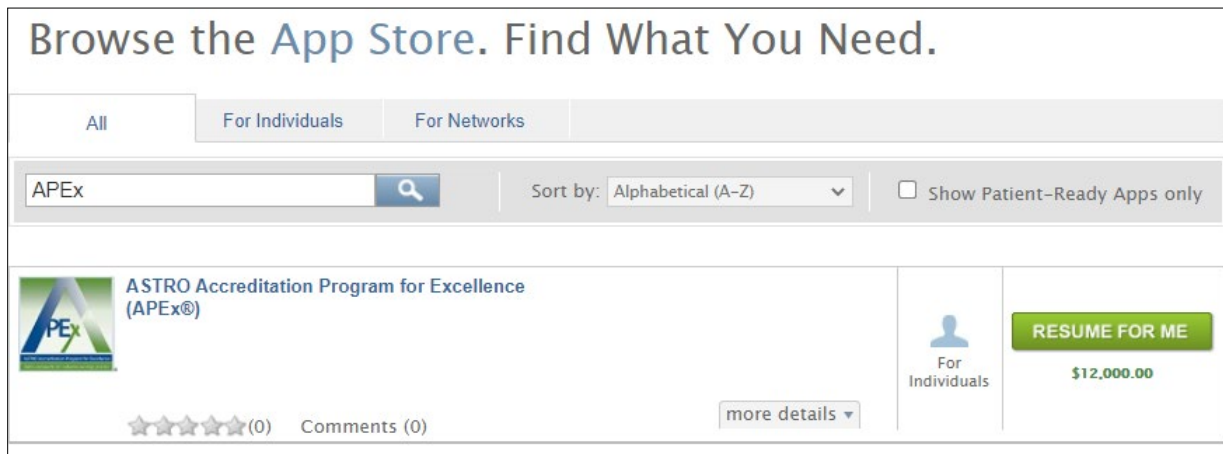 Browse the App Store. Find What You Need.
All
For Individuals
For Networks
APEx
Sort by: Alphabetical (A-Z)
Show Patient-Ready Apps only
APEx
ASTRO Accreditation Program for Excellence
(APEx®)
For
Individuals
RESUME FOR ME
$12,000.00
(0) Comments (0)
more details